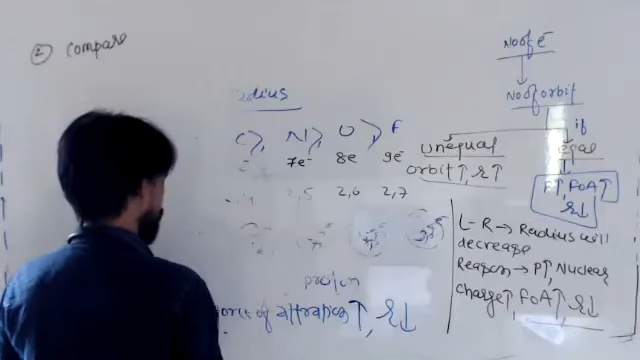 ② Compare
No of e⁻
No of orbit
if
Radius
C > N > O > F
7e⁻ 8e⁻ 9e⁻
unequal
orbit↑, r↑
egal
P↑ FoA↑
r↓
2,5 2,6 2,7
L-R → Radius will
decrease
Reason → P↑, Nuclear
charge↑, FoA↑, r↓
proton
force of attraction↑, r↓